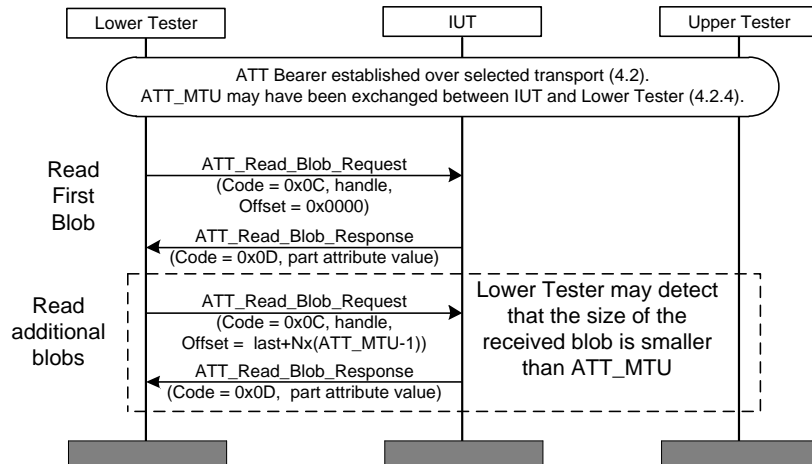 Lower Tester
IUT
Upper Tester
ATT Bearer established over selected transport (4.2).
ATT_MTU may have been exchanged between IUT and Lower Tester (4.2.4).
Read
First
Blob
ATT_Read_Blob_Request
(Code = 0x0C, handle,
Offset = 0x0000)
ATT_Read_Blob_Response
(Code = 0x0D, part attribute value)
Read
additional
blobs
ATT_Read_Blob_Request
(Code = 0x0C, handle,
Offset =  last+Nx(ATT_MTU-1))
ATT_Read_Blob_Response
(Code = 0x0D,  part attribute value)
Lower Tester may detect
that the size of the
received blob is smaller
than ATT_MTU